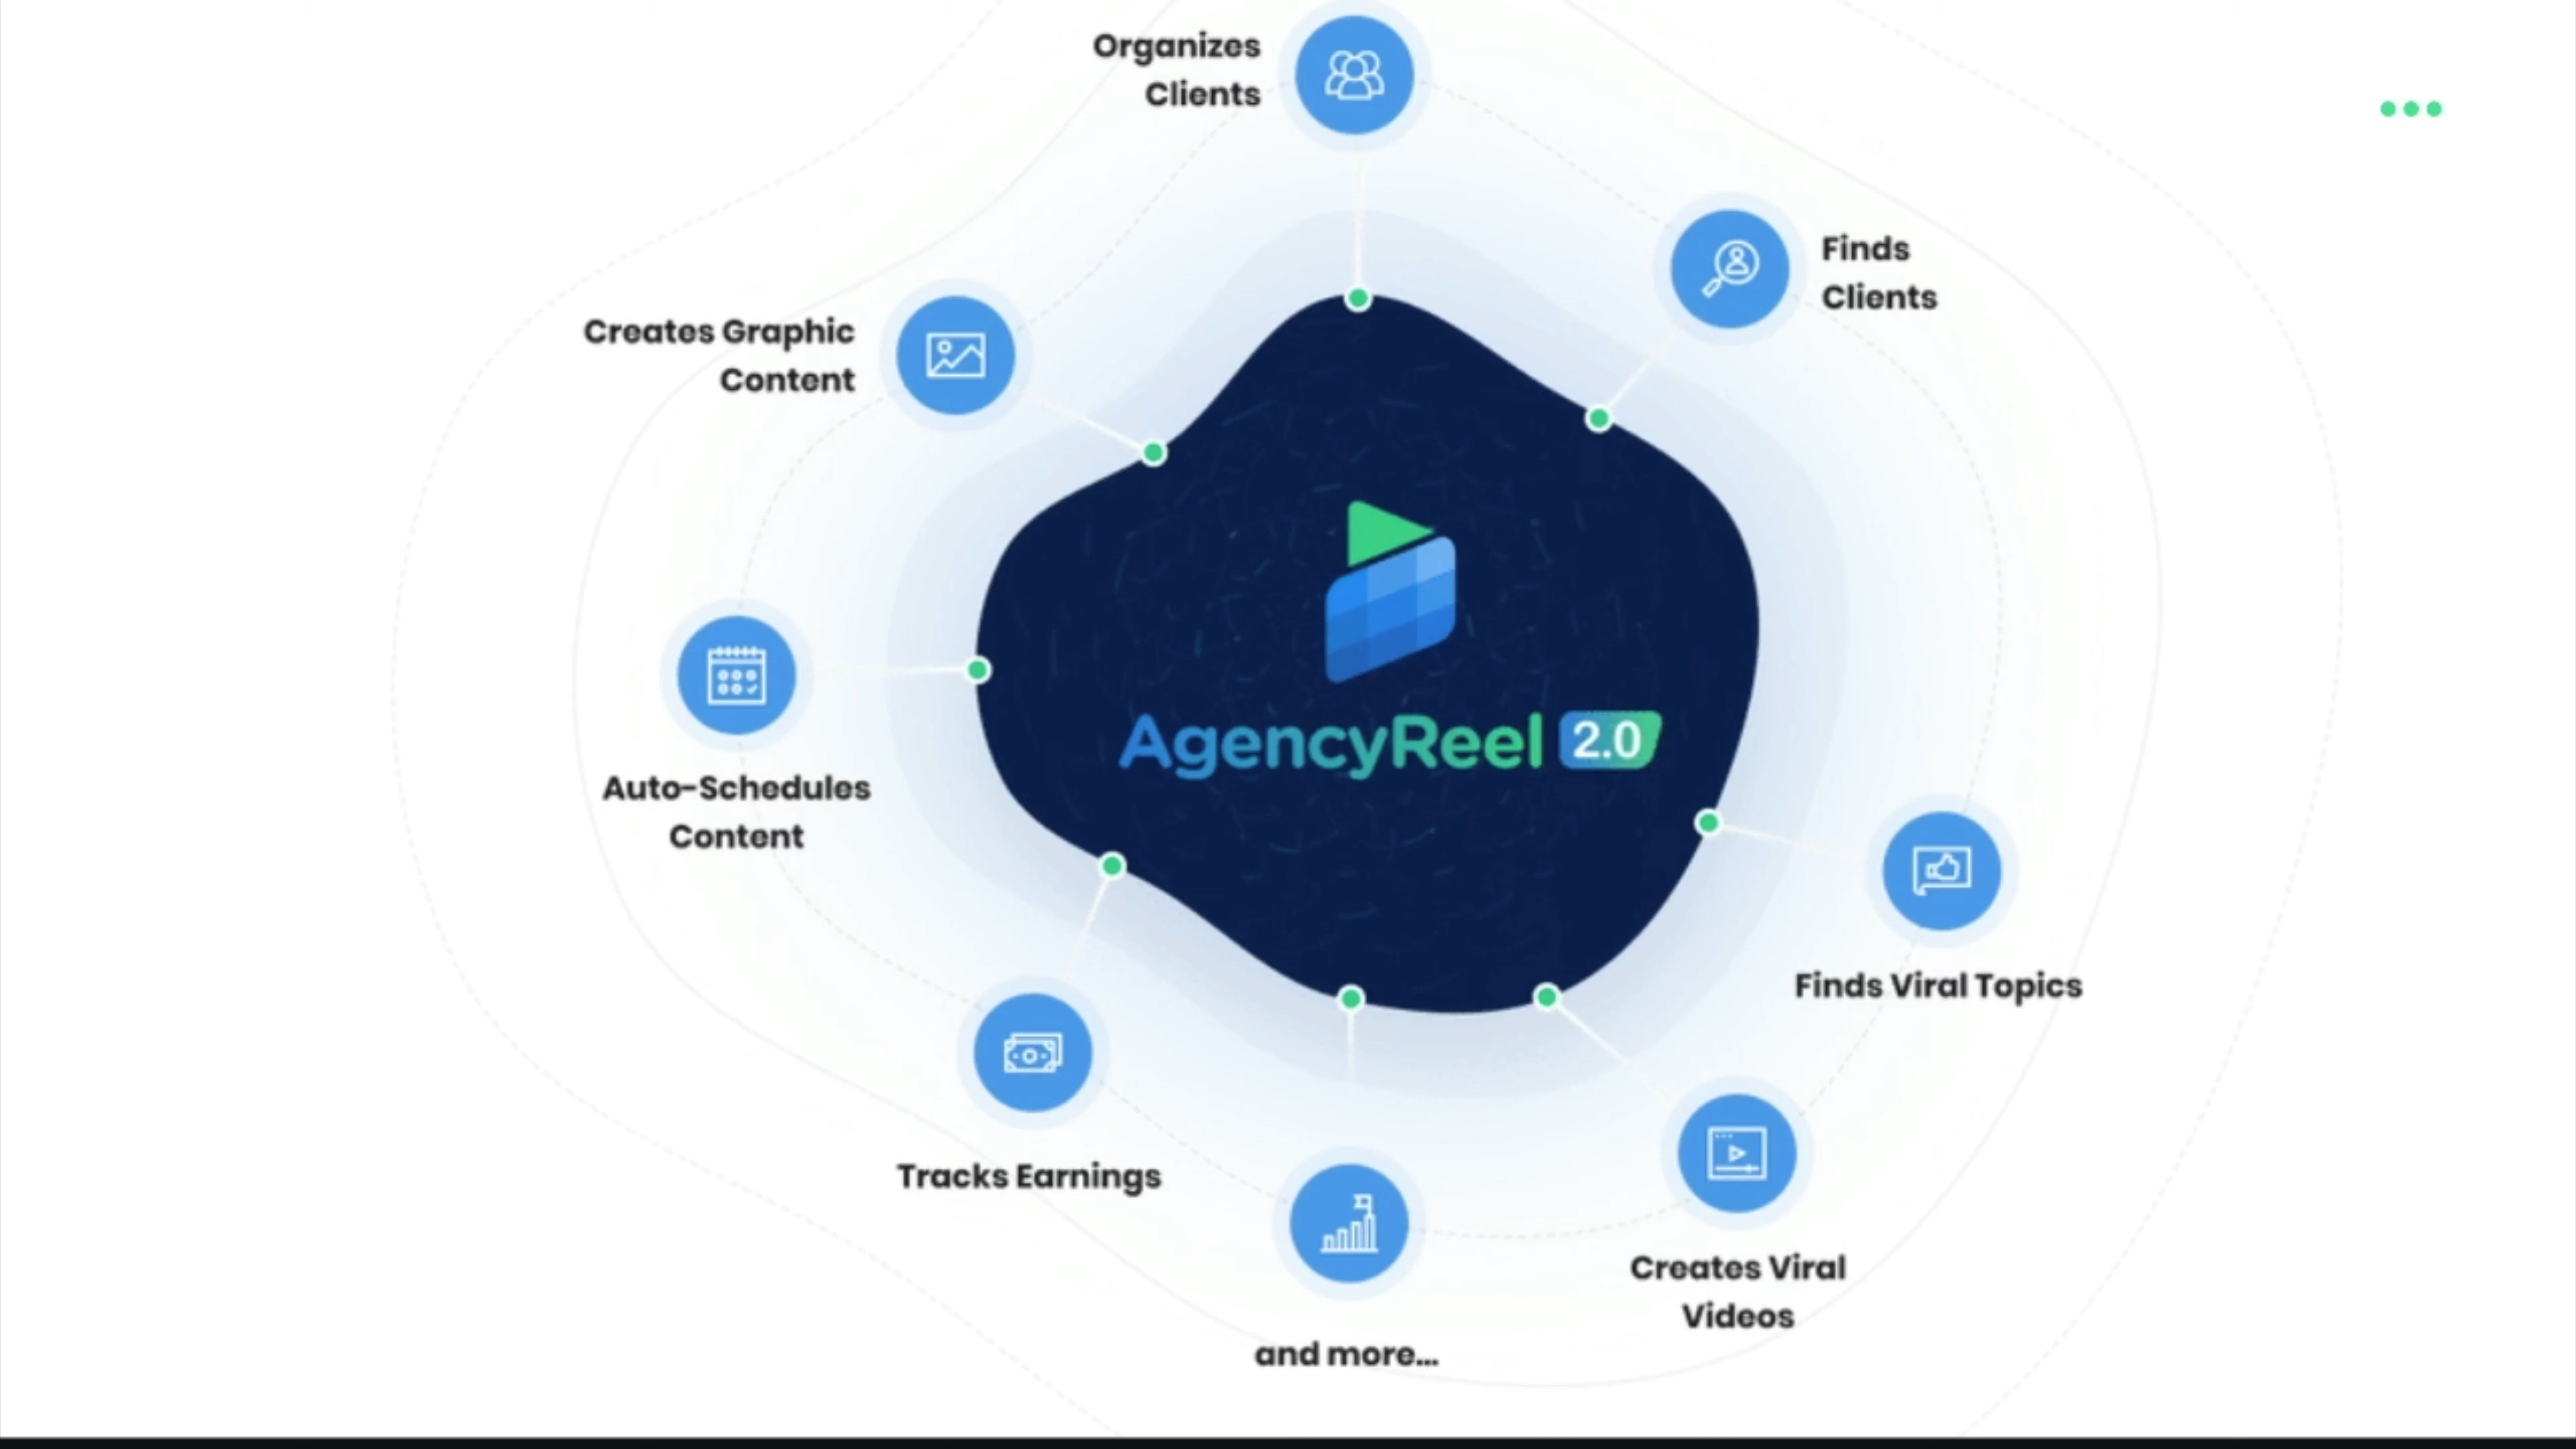 Organizes
Clients
Finds
Clients
Creates Graphic
Content
AgencyReel 2.0
Auto-Schedules
Content
Finds Viral Topics
Tracks Earnings
Creates Viral
Videos
and more...